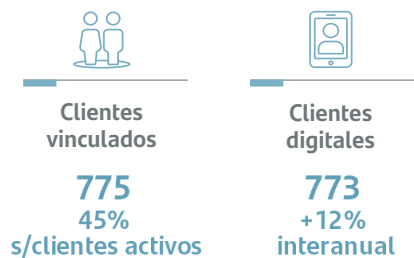 Clientes
vinculados
775
45%
s/clientes activos
Clientes
digitales
773
+12%
interanual